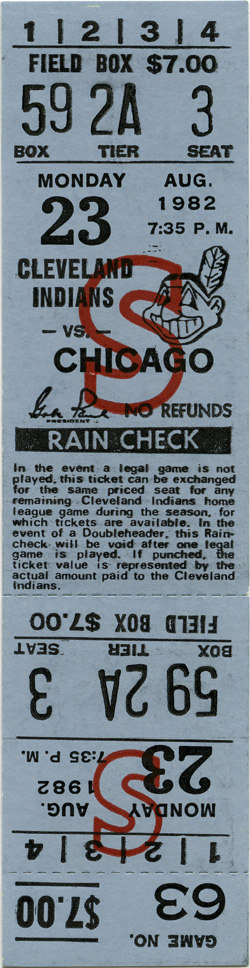 1 | 2 | 3 | 4
FIELD BOX $7.00
59 2A 3
BOX TIER SEAT
MONDAY AUG.
23 1982
7:35 P. M.
CLEVELAND
INDIANS
S
— VS. —
CHICAGO
PRESIDENT NO REFUNDS
RAIN CHECK
In the event a legal game is not
played, this ticket can be exchanged
for the same priced seat for any
remaining Cleveland Indians home
league game during the season, for
which tickets are available. In the
event of a Doubleheader, this Rain-
check will be void after one legal
game is played. If punched, the
ticket value is represented by the
actual amount paid to the Cleveland
Indians.
GAME NO.
63 $7.00
1 | 2 | 3 | 4
MONDAY AUG.
23 1982
7:35 P. M.
S
59 2A 3
BOX TIER SEAT
FIELD BOX $7.00